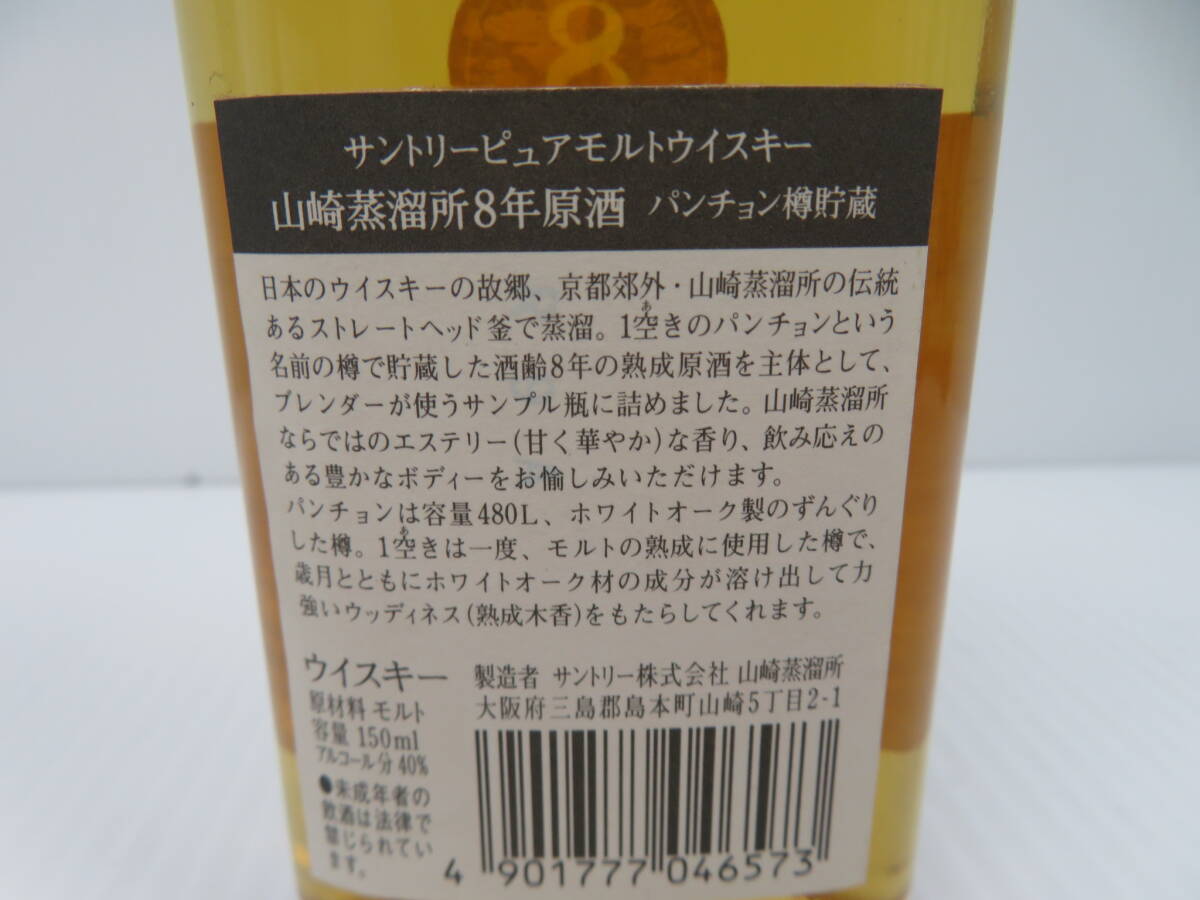 8
サントリーピュアモルトウイスキー
山崎蒸溜所8年原酒 パンチョン樽貯蔵
日本のウイスキーの故郷、京都郊外・山崎蒸溜所の伝統
あるストレートヘッド釜で蒸溜。1空きのパンチョンという
名前の樽で貯蔵した酒齢8年の熟成原酒を主体として、
ブレンダーが使うサンプル瓶に詰めました。山崎蒸溜所
ならではのエステリー(甘く華やか)な香り、飲み応えの
ある豊かなボディーをお愉しみいただけます。
パンチョンは容量480L、ホワイトオーク製のずんぐり
した樽。1空きは一度、モルトの熟成に使用した樽で、
歳月とともにホワイトオーク材の成分が溶け出して力
強いウッディネス(熟成木香)をもたらしてくれます。
ウイスキー
原材料 モルト
容量 150ml
アルコール分 40%
●未成年者の
飲酒は法律で
禁じられてい
ます。
製造者 サントリー株式会社 山崎蒸溜所
大阪府三島郡島本町山崎5丁目2-1
4 901777 046573